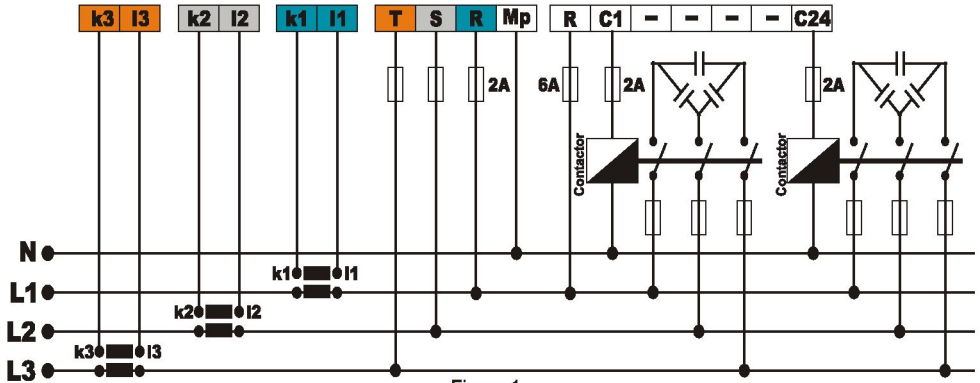 k3 l3 k2 l2 k1 l1 T S R Mp R C1 - - - - C24
2A 6A 2A 2A
Contactor Contactor
N
k1 l1
L1
k2 l2
L2
k3 l3
L3